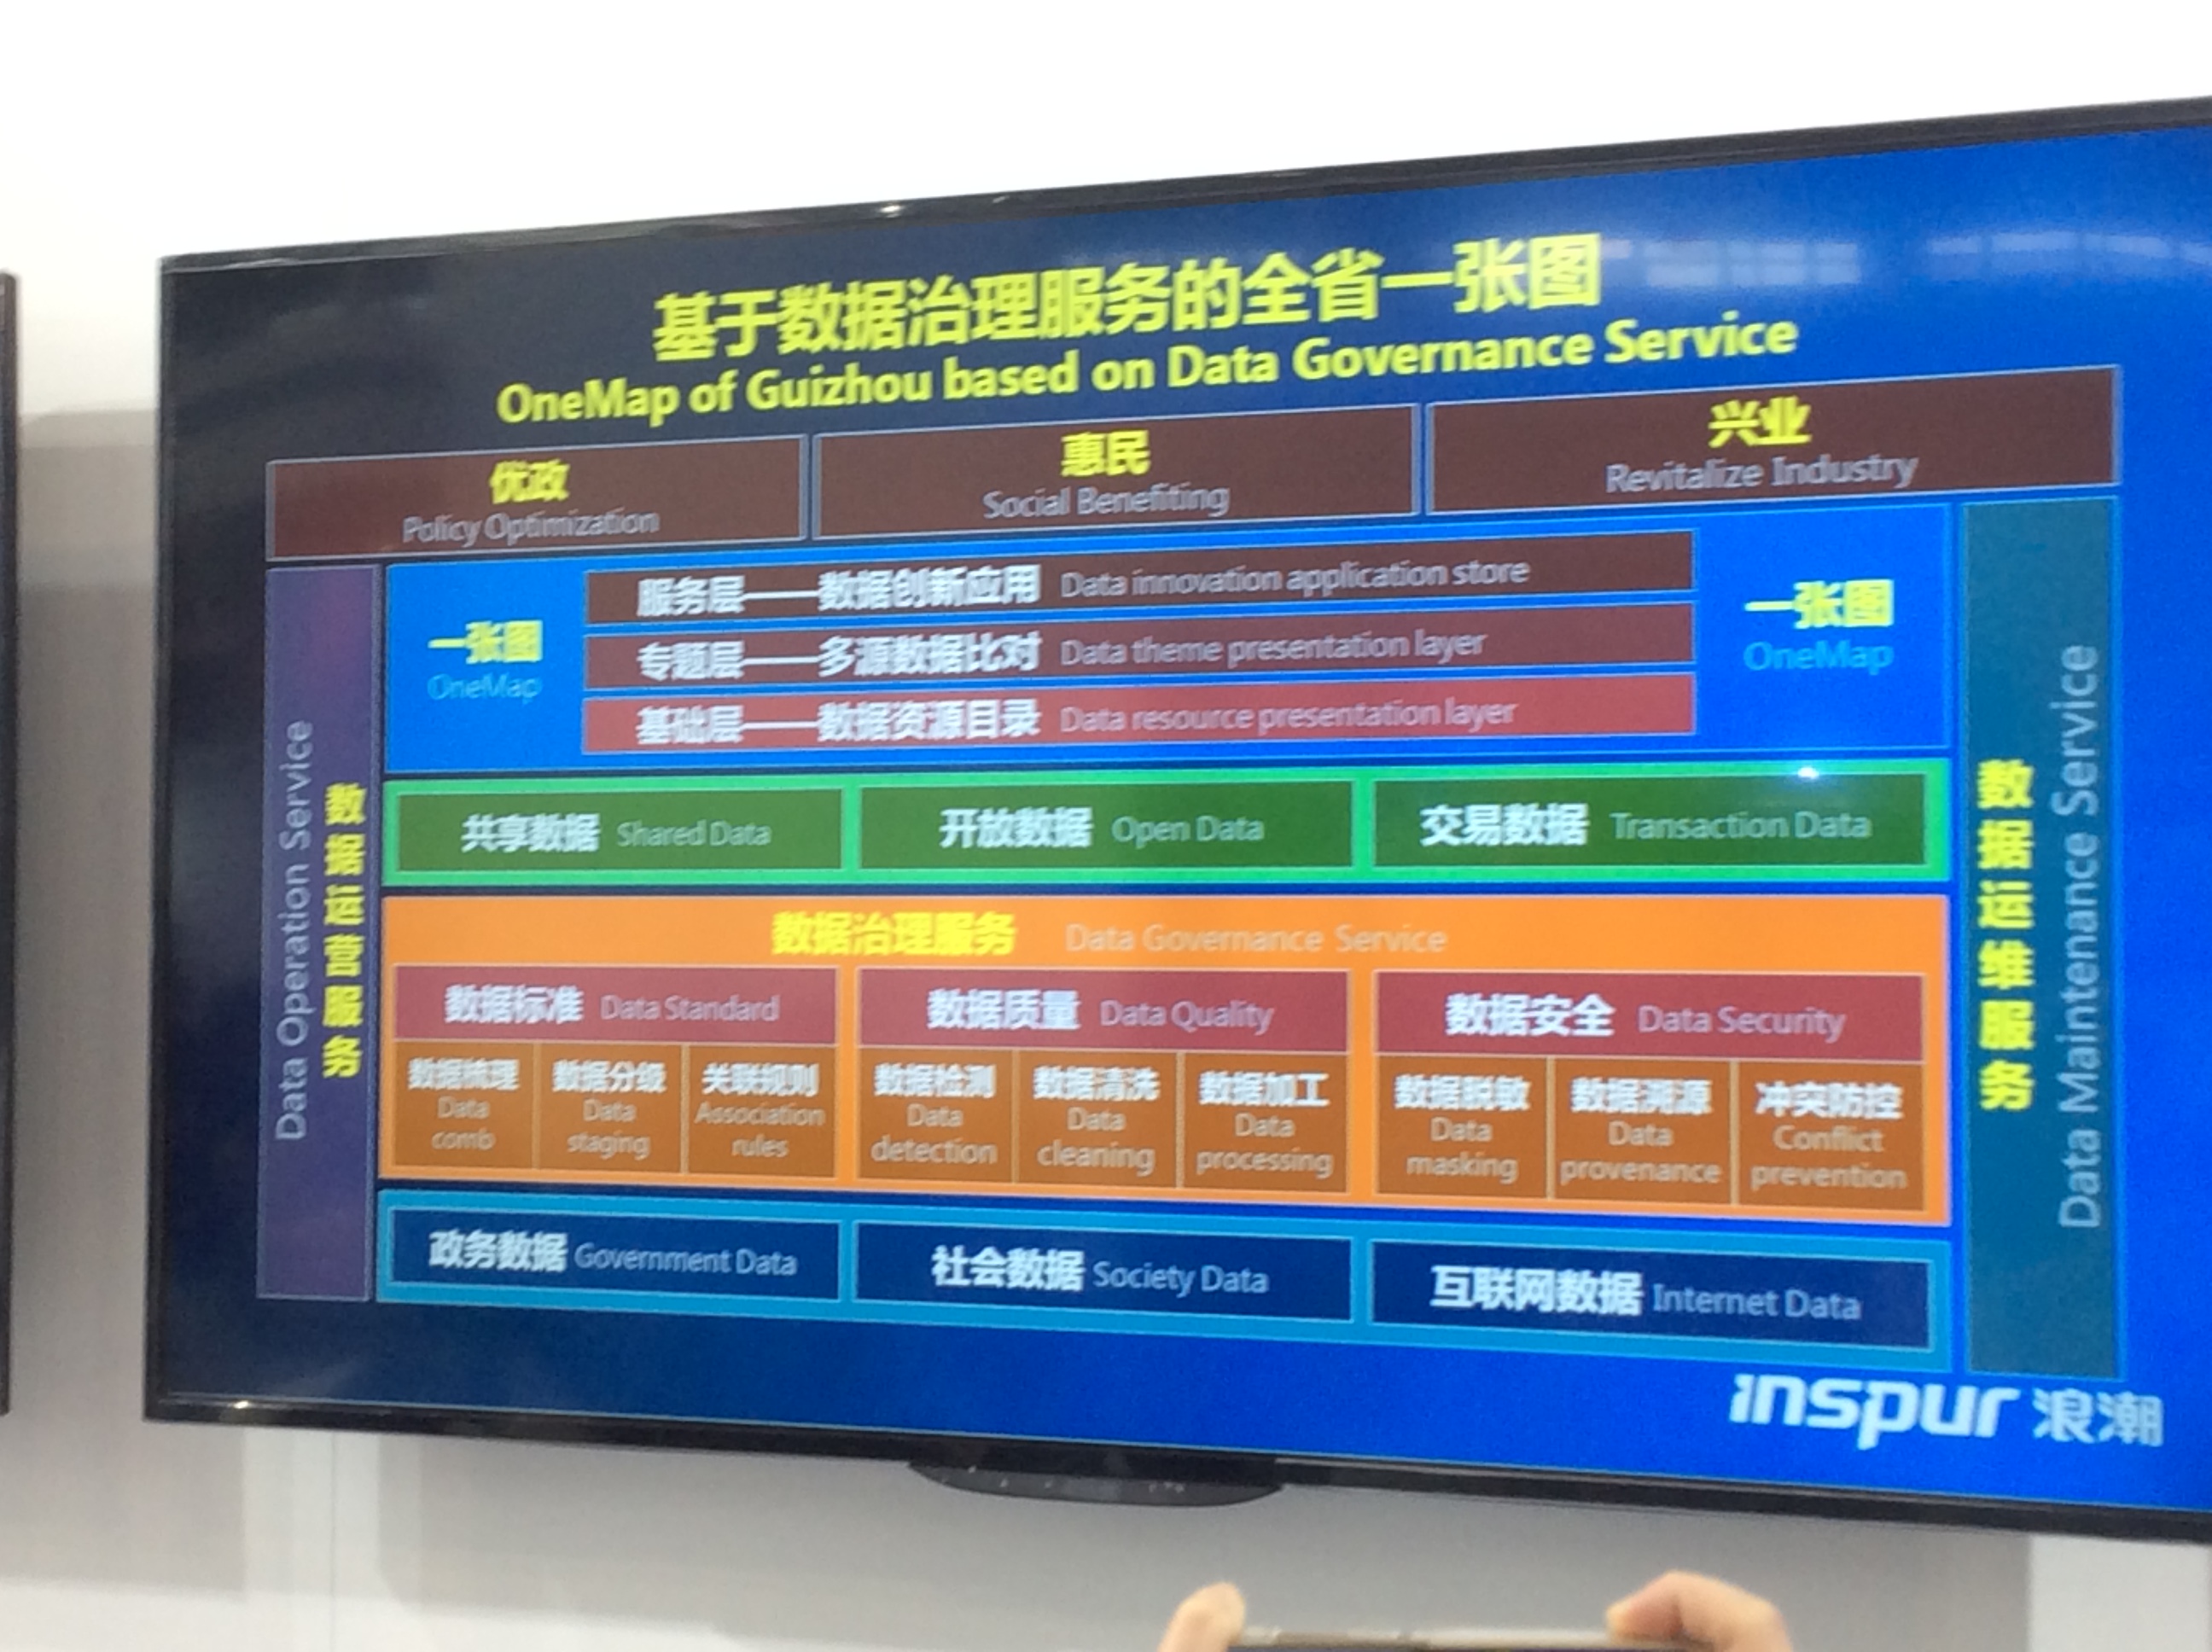 基于数据治理服务的全省一张图
OneMap of Guizhou based on Data Governance Service
优政
Policy Optimization
惠民
Social Benefiting
兴业
Revitalize Industry
Data Operation Service
数据运营服务
一张图
OneMap
服务层——数据创新应用 Data innovation application store
专题层——多源数据比对 Data theme presentation layer
基础层——数据资源目录 Data resource presentation layer
一张图
OneMap
共享数据 Shared Data
开放数据 Open Data
交易数据 Transaction Data
数据治理服务 Data Governance Service
数据标准 Data Standard
数据梳理
Data
comb
数据分级
Data
staging
关联规则
Association
rules
数据质量 Data Quality
数据检测
Data
detection
数据清洗
Data
cleaning
数据加工
Data
processing
数据安全 Data Security
数据脱敏
Data
masking
数据溯源
Data
provenance
冲突防控
Conflict
prevention
政务数据 Government Data
社会数据 Society Data
互联网数据 Internet Data
数据运维服务
Data Maintenance Service
inspur 浪潮